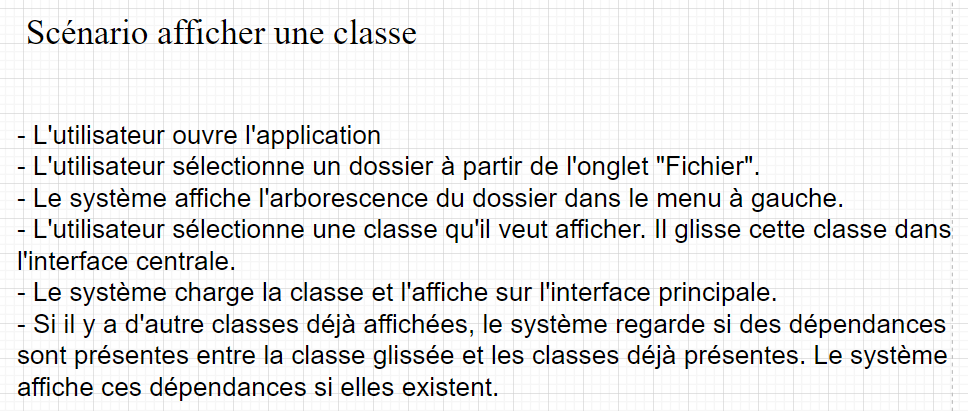 Scénario afficher une classe
- L'utilisateur ouvre l'application
- L'utilisateur sélectionne un dossier à partir de l'onglet "Fichier".
- Le système affiche l'arborescence du dossier dans le menu à gauche.
- L'utilisateur sélectionne une classe qu'il veut afficher. Il glisse cette classe dans
l'interface centrale.
- Le système charge la classe et l'affiche sur l'interface principale.
- Si il y a d'autre classes déjà affichées, le système regarde si des dépendances
sont présentes entre la classe glissée et les classes déjà présentes. Le système
affiche ces dépendances si elles existent.